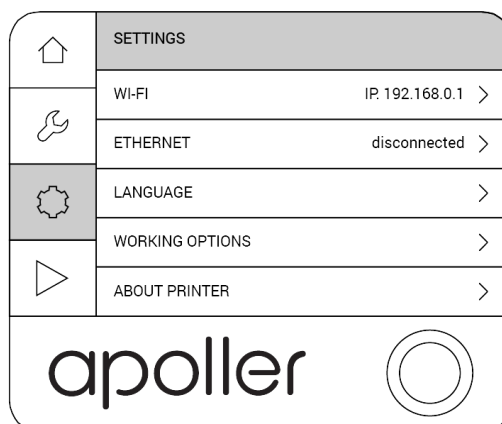 SETTINGS
WI-FI IP. 192.168.0.1
ETHERNET disconnected
LANGUAGE
WORKING OPTIONS
ABOUT PRINTER
apoller